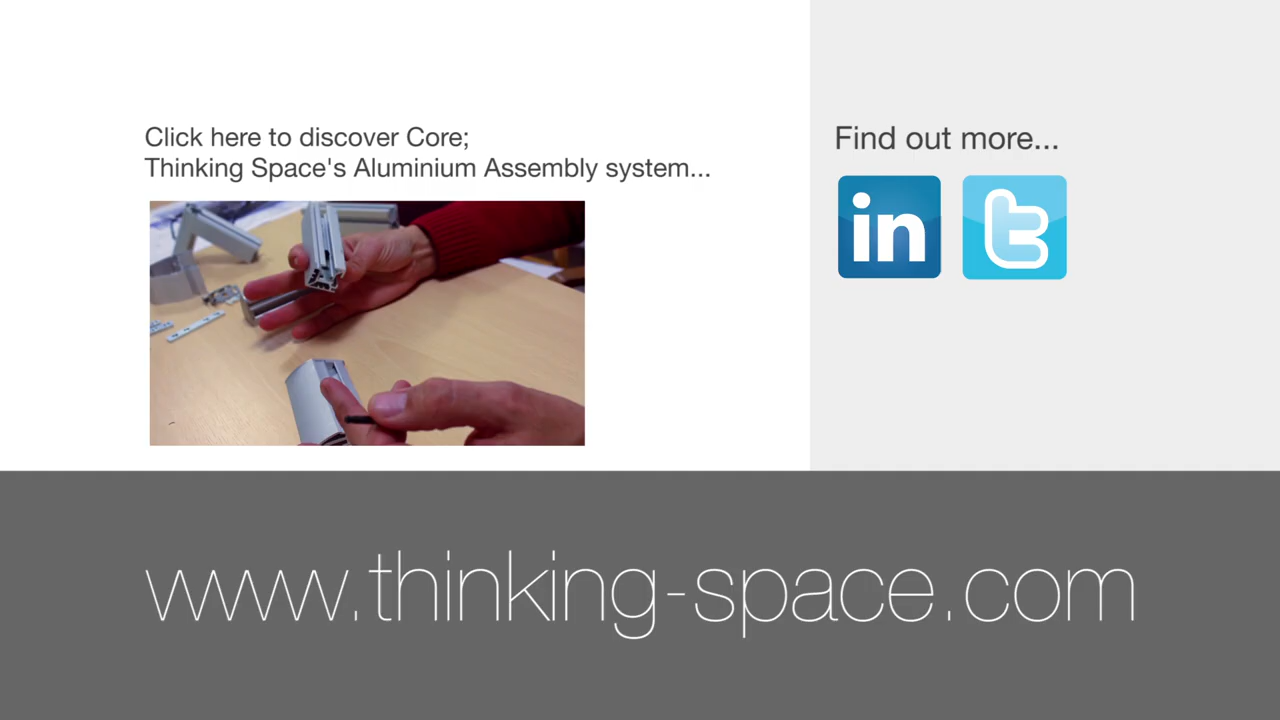 Click here to discover Core;
Thinking Space's Aluminium Assembly system...
Find out more...
in
t
www.thinking-space.com